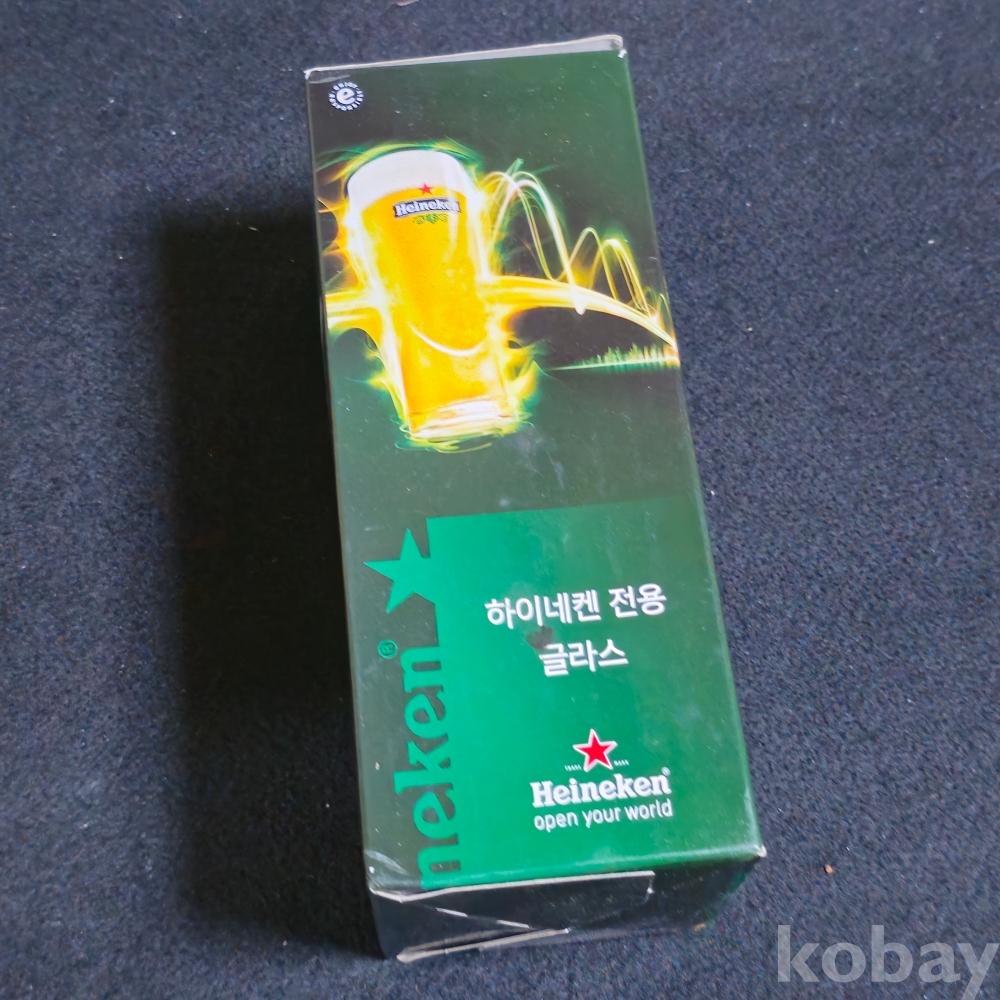 e
Heineken
neken®
하이네켄 전용
글라스
Heineken®
open your world
kobay